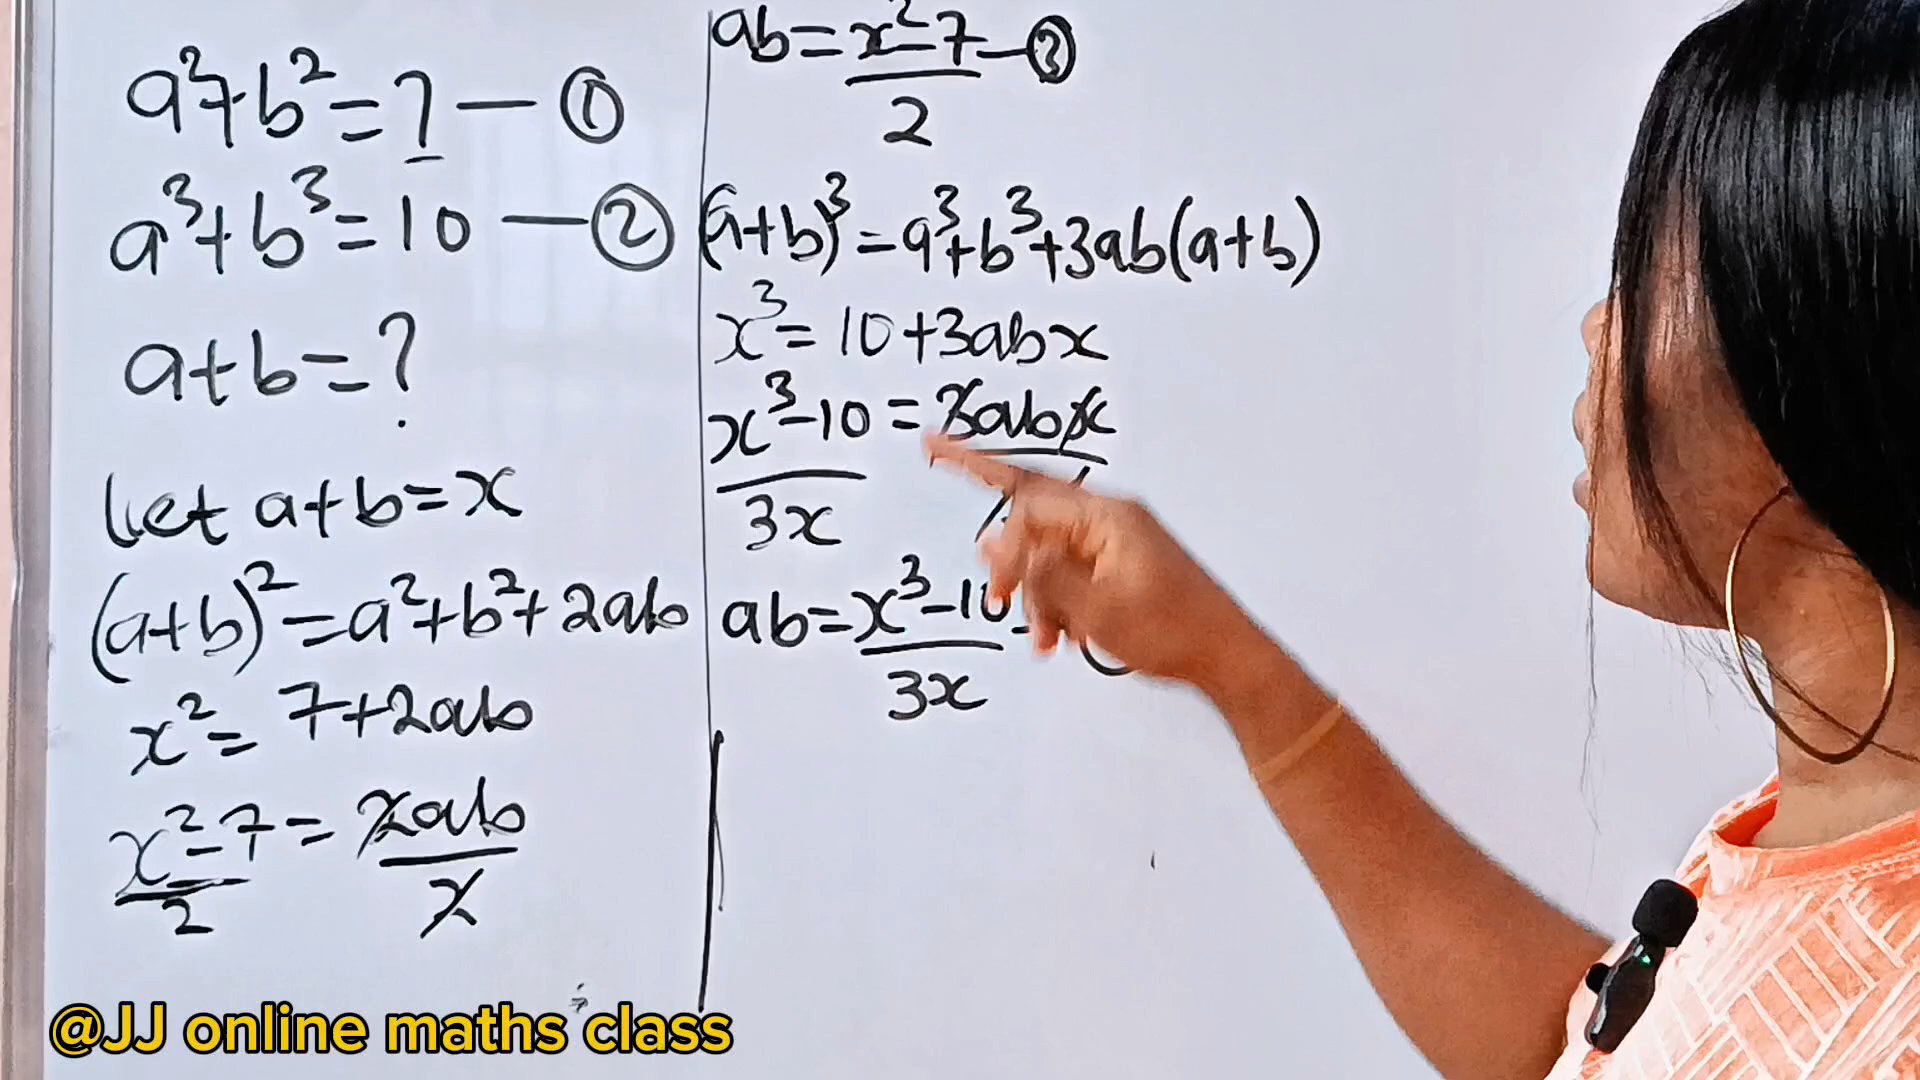 a²+b²=7 — ①
a³+b³=10 — ②
a+b=?
let a+b=x
(a+b)²=a²+b²+2ab
x²=7+2ab
x²-7=2ab
2 2
ab=x²-7 — ③
2
(a+b)³=a³+b³+3ab(a+b)
x³=10+3abx
x³-10=3abx
3x
ab=x³-10
3x
@JJ online maths class